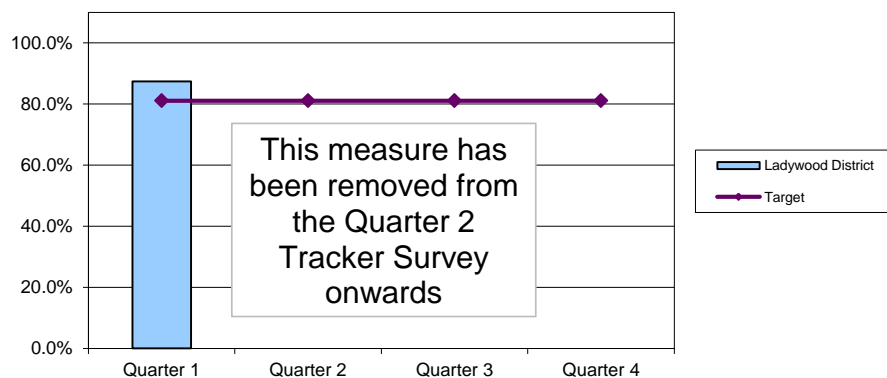 100.0%
80.0%
60.0%
40.0%
20.0%
0.0%
This measure has
been removed from
the Quarter 2
Tracker Survey
onwards
Quarter 1
Quarter 2
Quarter 3
Quarter 4
Ladywood District
Target